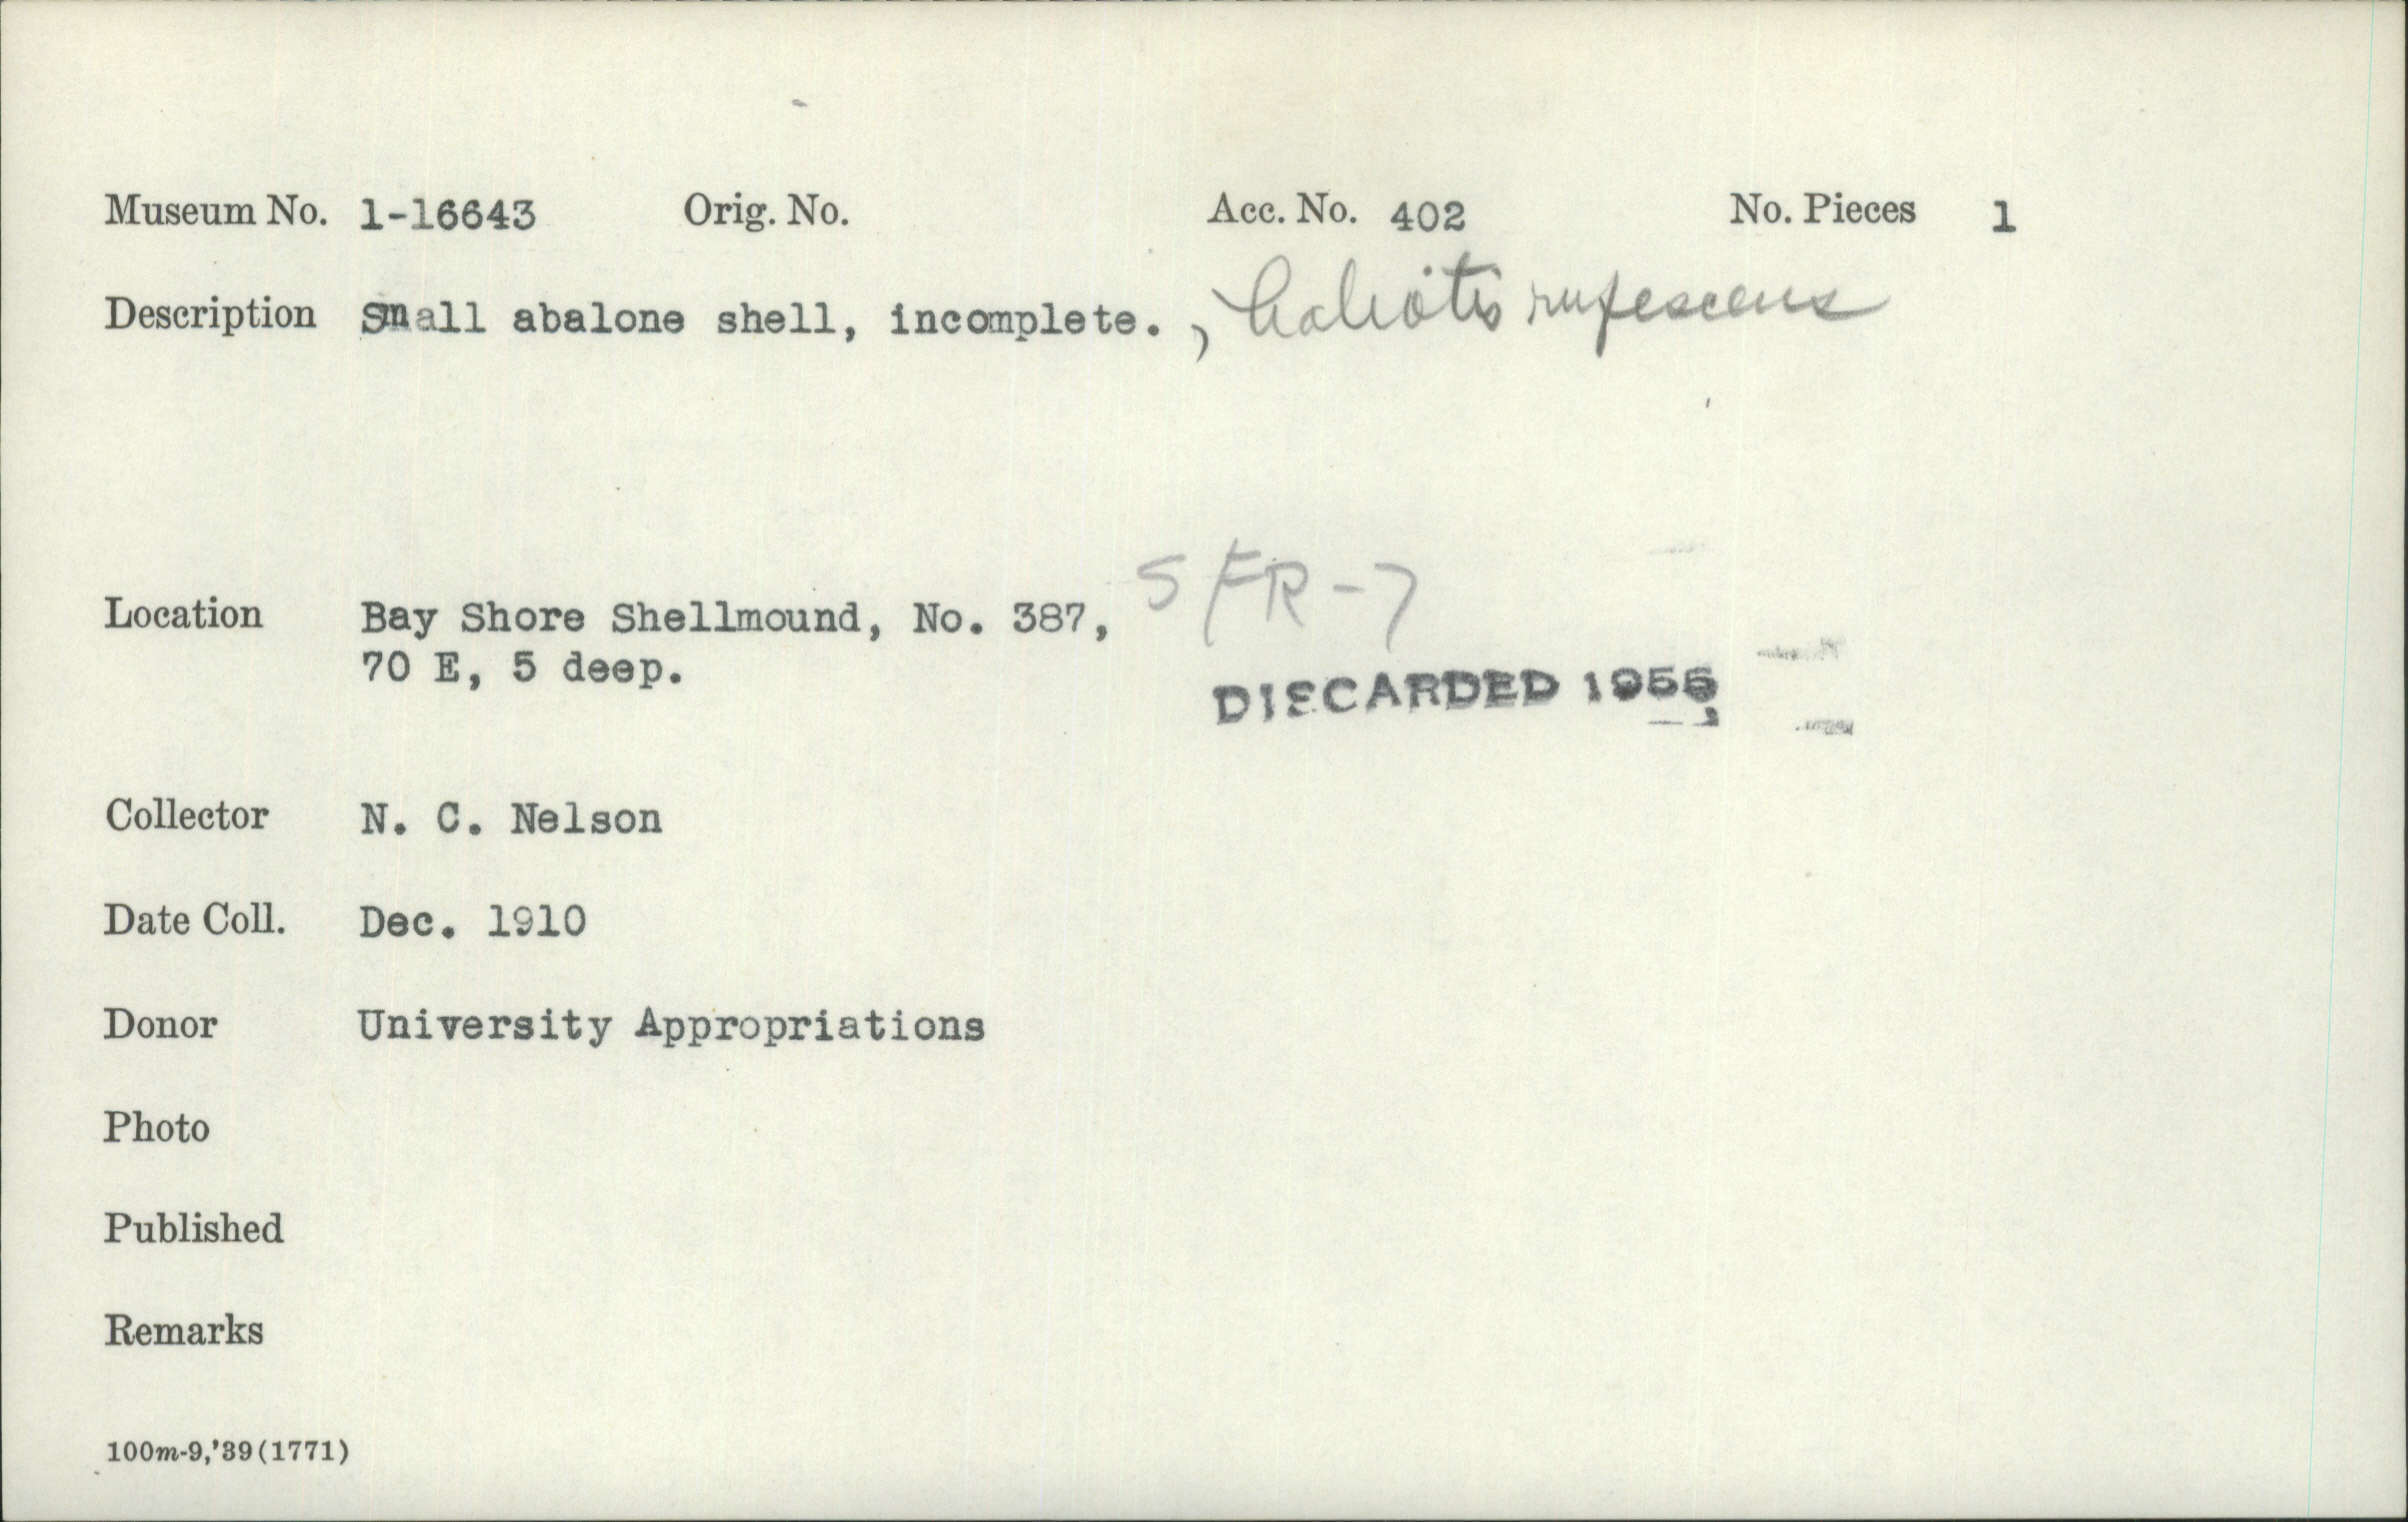 Museum No. 1-16643 Orig. No. Acc. No. 402 No. Pieces 1
Description Small abalone shell, incomplete. , haliotis rufescens
Location Bay Shore Shellmound, No. 387, SFR-7
70 E, 5 deep.
DISCARDED
Collector N. C. Nelson
Date Coll. Dec. 1910
Donor University Appropriations
Photo
Published
Remarks
100m-9,'39(1771)